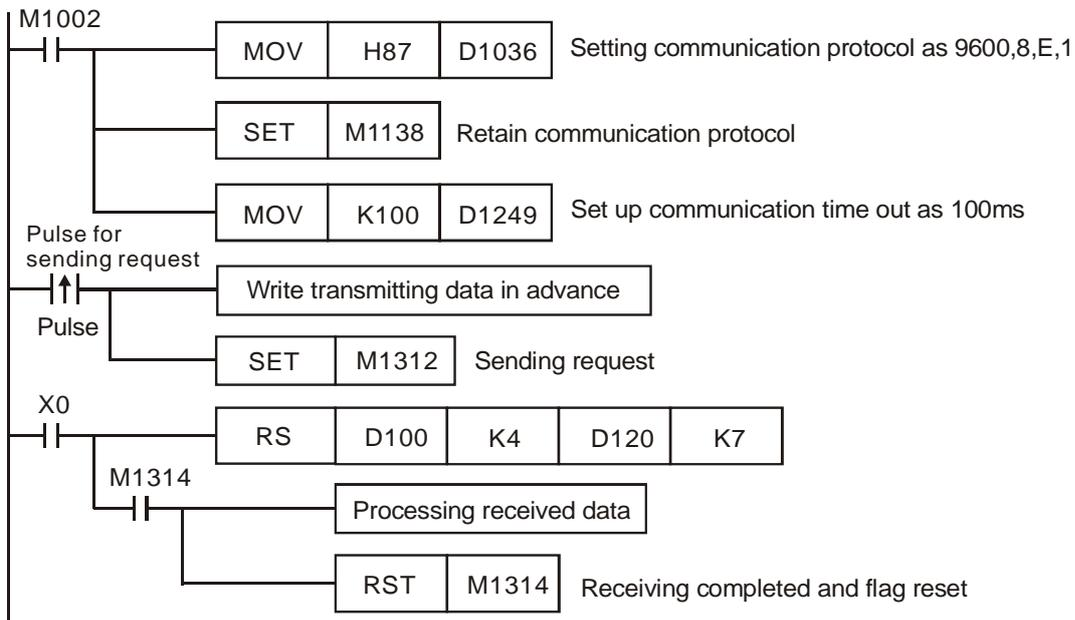 M1002
MOV H87 D1036 Setting communication protocol as 9600,8,E,1
SET M1138 Retain communication protocol
MOV K100 D1249 Set up communication time out as 100ms
Pulse for
sending request
Write transmitting data in advance
Pulse
SET M1312 Sending request
X0
RS D100 K4 D120 K7
M1314
Processing received data
RST M1314 Receiving completed and flag reset